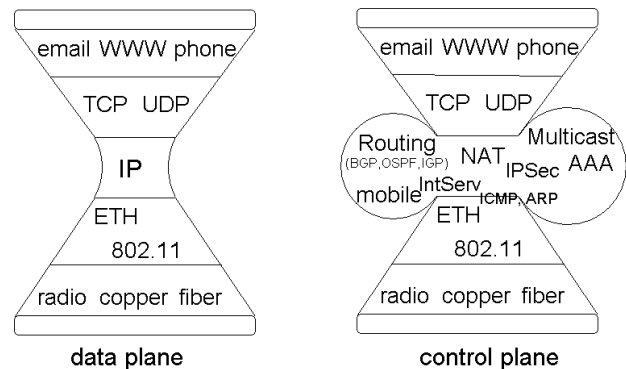 email WWW phone
TCP UDP
IP
ETH
802.11
radio copper fiber
data plane
email WWW phone
TCP UDP
Routing
(BGP,OSPF,IGP)
mobile
NAT
IPSec
IntServ
ICMP, ARP
Multicast
AAA
ETH
802.11
radio copper fiber
control plane